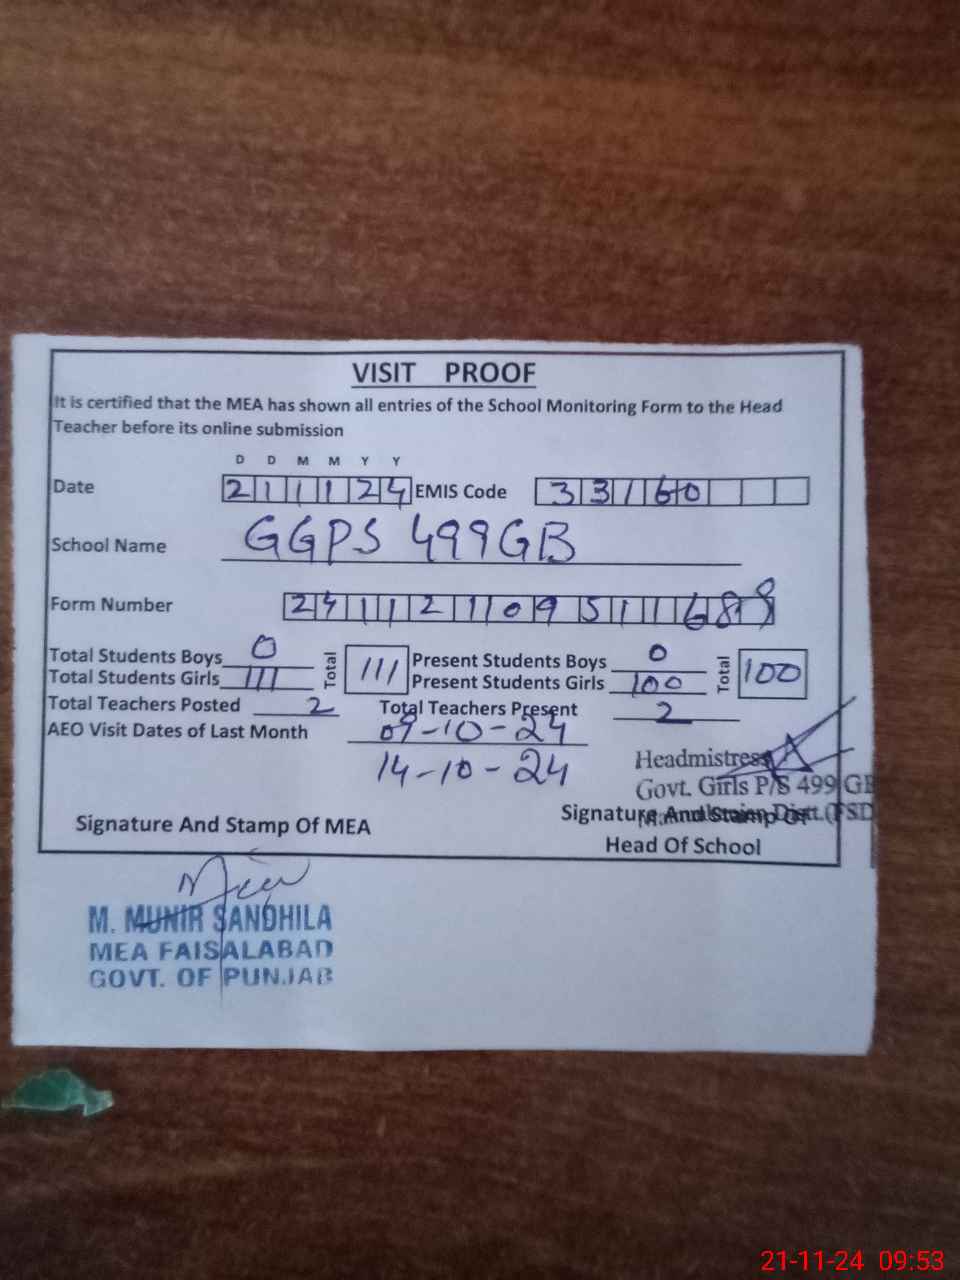 VISIT PROOF
It is certified that the MEA has shown all entries of the School Monitoring Form to the Head
Teacher before its online submission
D D M M Y Y
Date 211124 EMIS Code 33160
School Name GGPS 499GB
Form Number 24112109511689
Total Students Boys 0 Total 111 Present Students Boys 0 Total 100
Total Students Girls 111 Present Students Girls 100
Total Teachers Posted 2 Total Teachers Present 2
AEO Visit Dates of Last Month 09-10-24
14-10-24
Headmistress
Govt. Girls P/S 499 GB
Signature And Stamp Of MEA Signature And Stamp Of
Head Of School
M. MUNIR SANDHILA
MEA FAISALABAD
GOVT. OF PUNJAB
21-11-24 09:53